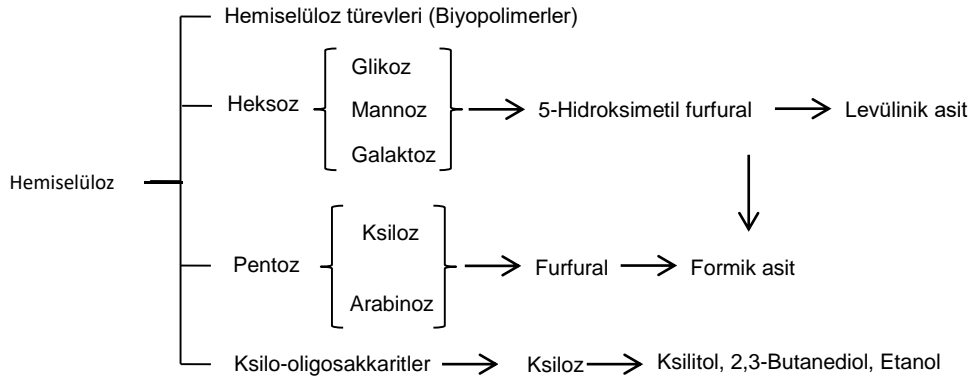 Hemiselüloz türevleri (Biyopolimerler)
Glikoz
Heksoz
Mannoz
5-Hidroksimetil furfural
Levülinik asit
Galaktoz
Hemiselüloz
Ksiloz
Pentoz
Furfural
Formik asit
Arabinoz
Ksilo-oligosakkaritler
Ksiloz
Ksilitol, 2,3-Butanediol, Etanol